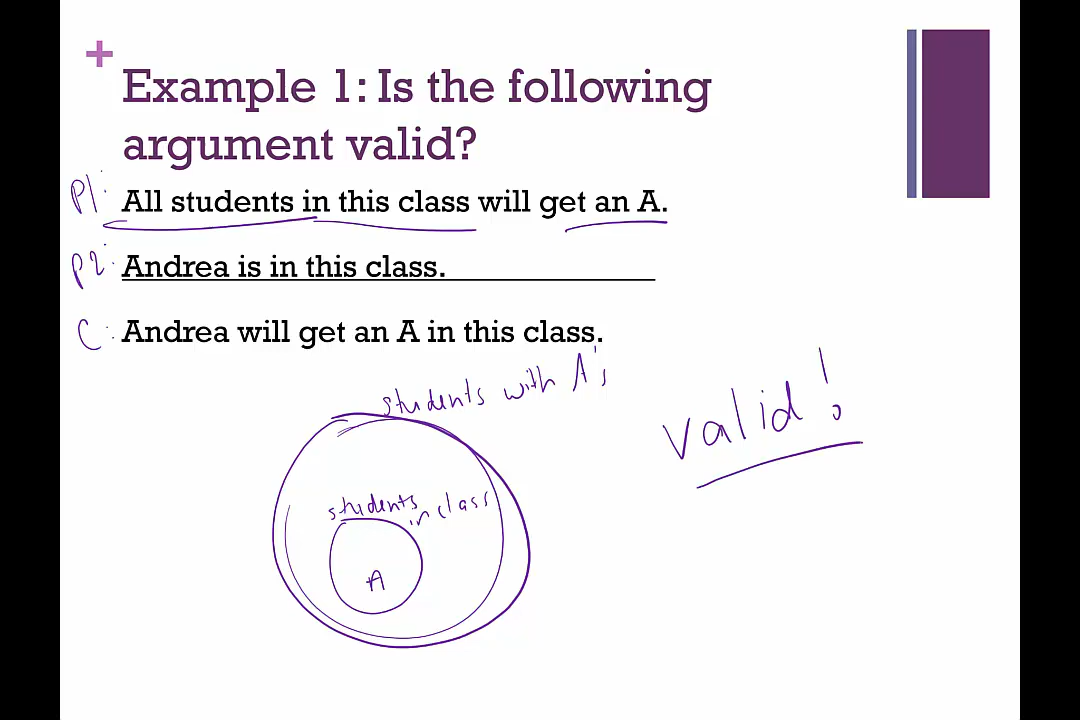 +
Example 1: Is the following
argument valid?
P1: All students in this class will get an A.
P2: Andrea is in this class.
C: Andrea will get an A in this class.
students with A's
valid!
students
in class
A